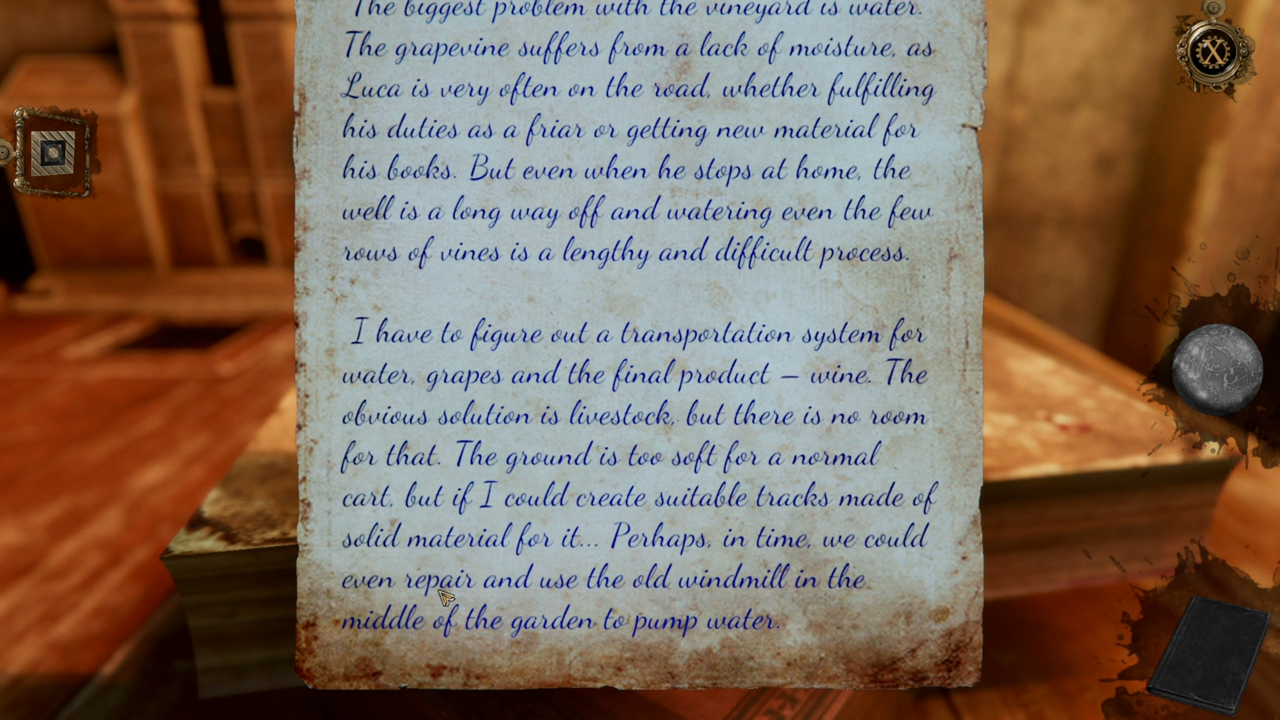 The biggest problem with the vineyard is water.
The grapevine suffers from a lack of moisture, as
Luca is very often on the road, whether fulfilling
his duties as a friar or getting new material for
his books. But even when he stops at home, the
well is a long way off and watering even the few
rows of vines is a lengthy and difficult process.
I have to figure out a transportation system for
water, grapes and the final product – wine. The
obvious solution is livestock, but there is no room
for that. The ground is too soft for a normal
cart, but if I could create suitable tracks made of
solid material for it... Perhaps, in time, we could
even repair and use the old windmill in the
middle of the garden to pump water.
X